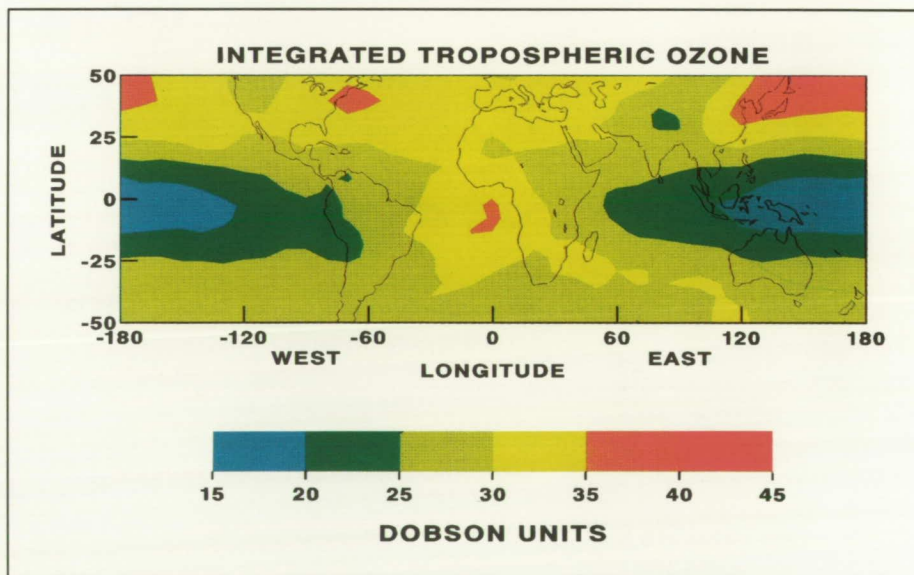 INTEGRATED TROPOSPHERIC OZONE
50
25
0
-25
-50
LATITUDE
-180 -120 -60 0 60 120 180
WEST EAST
LONGITUDE
15 20 25 30 35 40 45
DOBSON UNITS